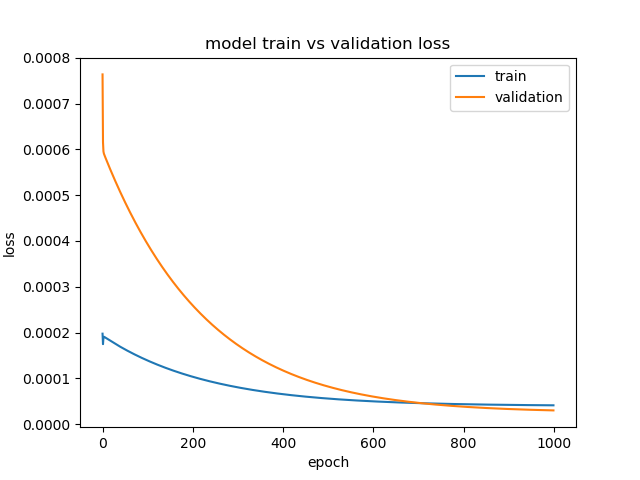 model train vs validation loss
train
validation
0.0008
0.0007
0.0006
0.0005
0.0004
0.0003
0.0002
0.0001
0.0000
loss
0 200 400 600 800 1000
epoch